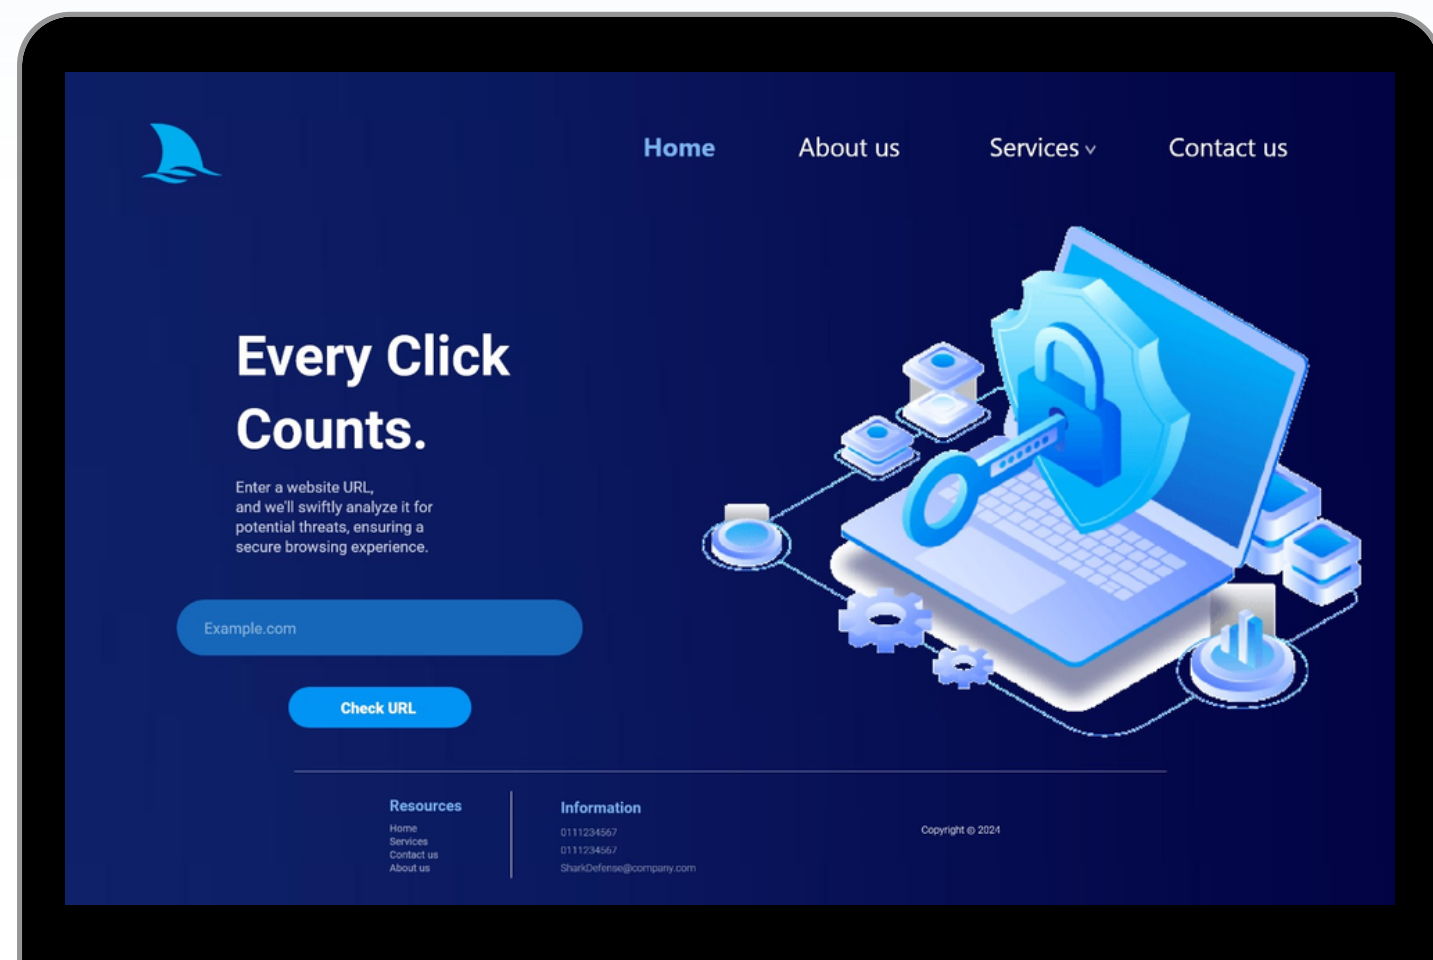 Home About us Services Contact us
Every Click
Counts.
Enter a website URL,
and we'll swiftly analyze it for
potential threats, ensuring a
secure browsing experience.
Example.com
Check URL
Resources
Home
Services
Contact us
About us
Information
0111234567
0111234567
SharkDefense@company.com
Copyright © 2024